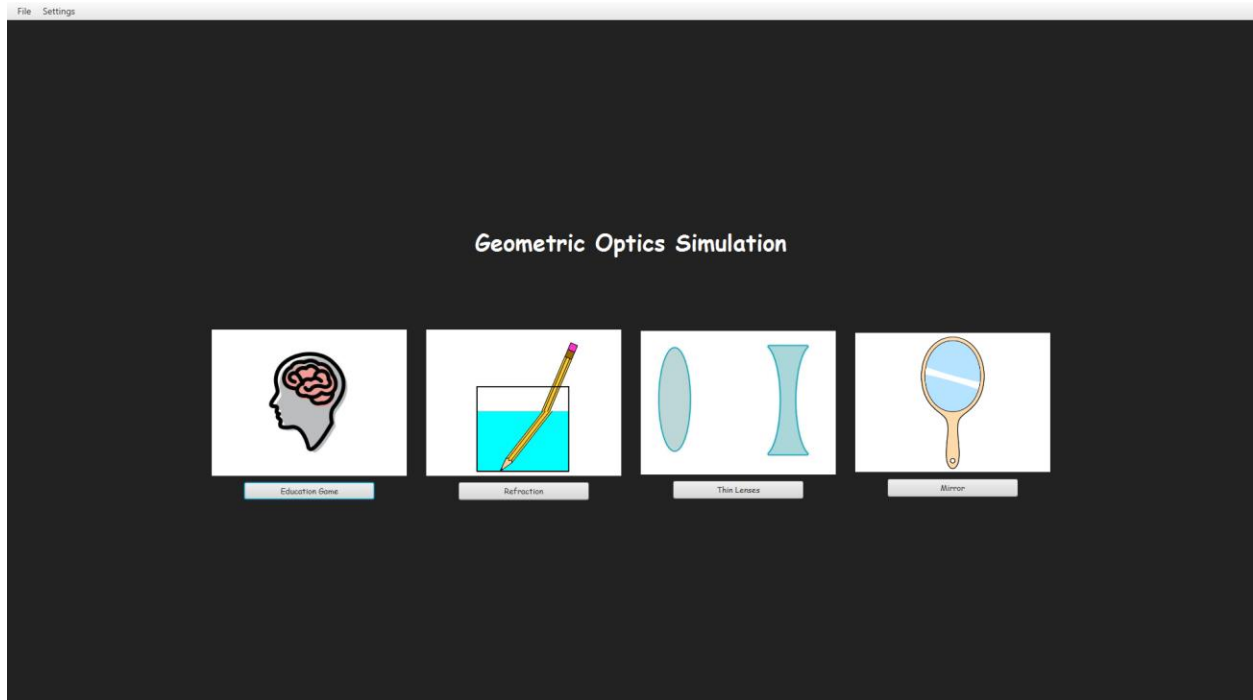 File Settings
Geometric Optics Simulation
Education Game
Refraction
Thin Lenses
Mirror